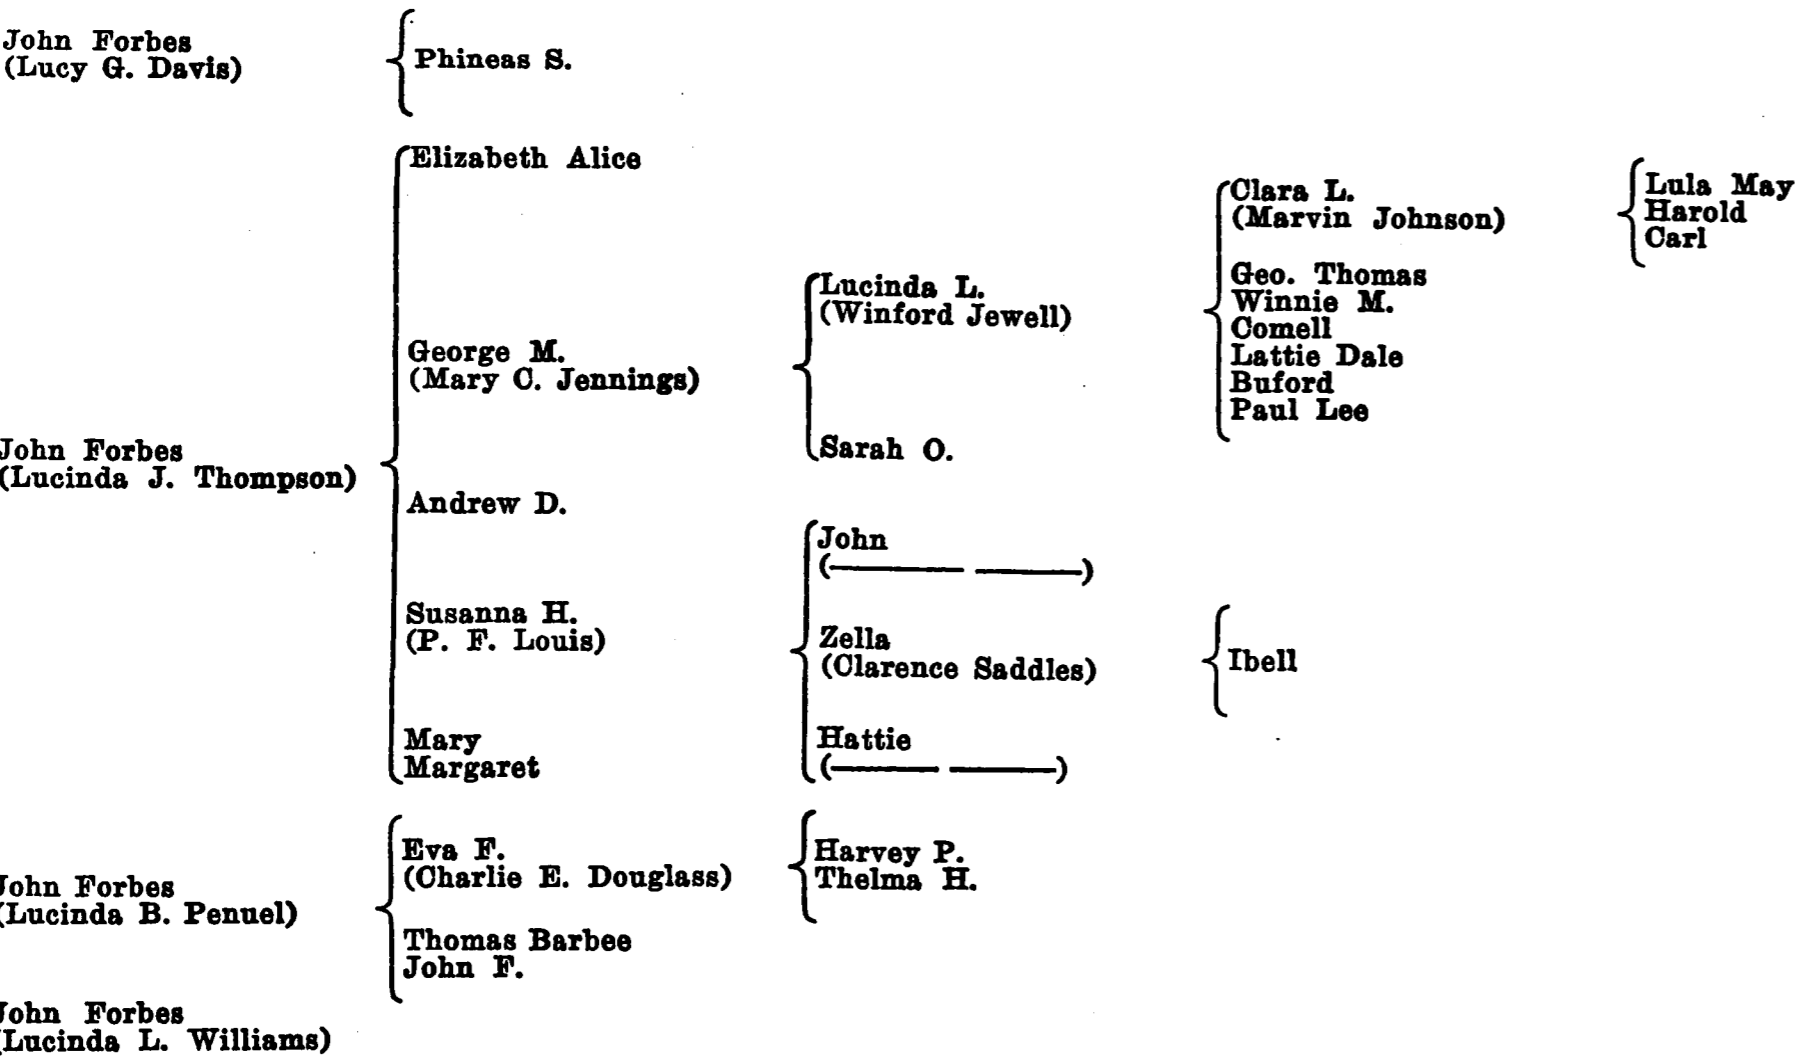 John Forbes
(Lucy G. Davis)
Phineas S.
Elizabeth Alice
George M.
(Mary C. Jennings)
Lucinda L.
(Winford Jewell)
Clara L.
(Marvin Johnson)
Lula May
Harold
Carl
Geo. Thomas
Winnie M.
Comell
Lattie Dale
Buford
Paul Lee
Sarah O.
John Forbes
(Lucinda J. Thompson)
Andrew D.
Susanna H.
(P. F. Louis)
John
(—— ——)
Zella
(Clarence Saddles)
Ibell
Hattie
(—— ——)
Mary
Margaret
John Forbes
(Lucinda B. Penuel)
Eva F.
(Charlie E. Douglass)
Harvey P.
Thelma H.
Thomas Barbee
John F.
John Forbes
(Lucinda L. Williams)